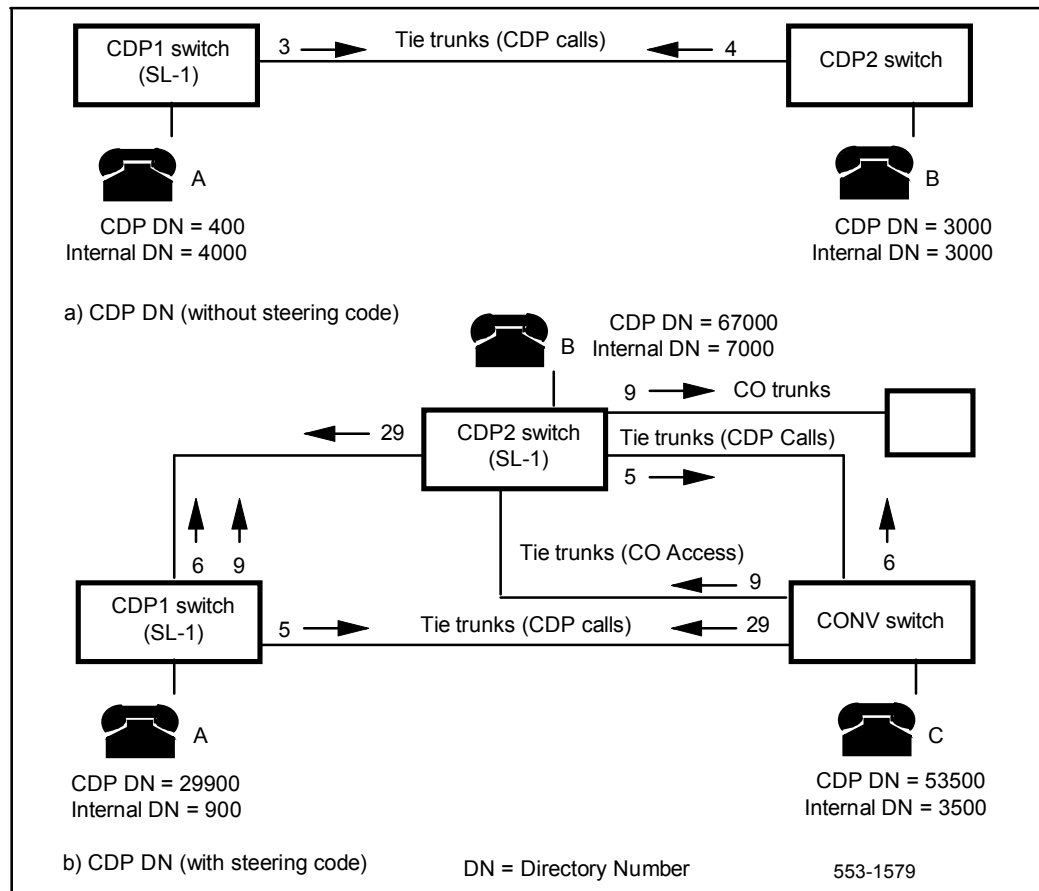 CDP1 switch
(SL-1)
3
Tie trunks (CDP calls)
4
CDP2 switch
A
B
CDP DN = 400
Internal DN = 4000
CDP DN = 3000
Internal DN = 3000
a) CDP DN (without steering code)
B
CDP DN = 67000
Internal DN = 7000
9
CO trunks
29
CDP2 switch
(SL-1)
Tie trunks (CDP Calls)
5
6
9
Tie trunks (CO Access)
9
6
CDP1 switch
(SL-1)
5
Tie trunks (CDP calls)
29
CONV switch
A
C
CDP DN = 29900
Internal DN = 900
CDP DN = 53500
Internal DN = 3500
b) CDP DN (with steering code)
DN = Directory Number
553-1579